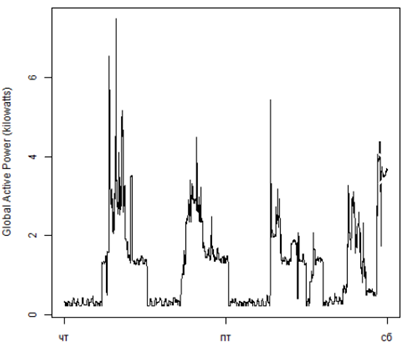 Global Active Power (kilowatts)
6
4
2
0
чт пт сб